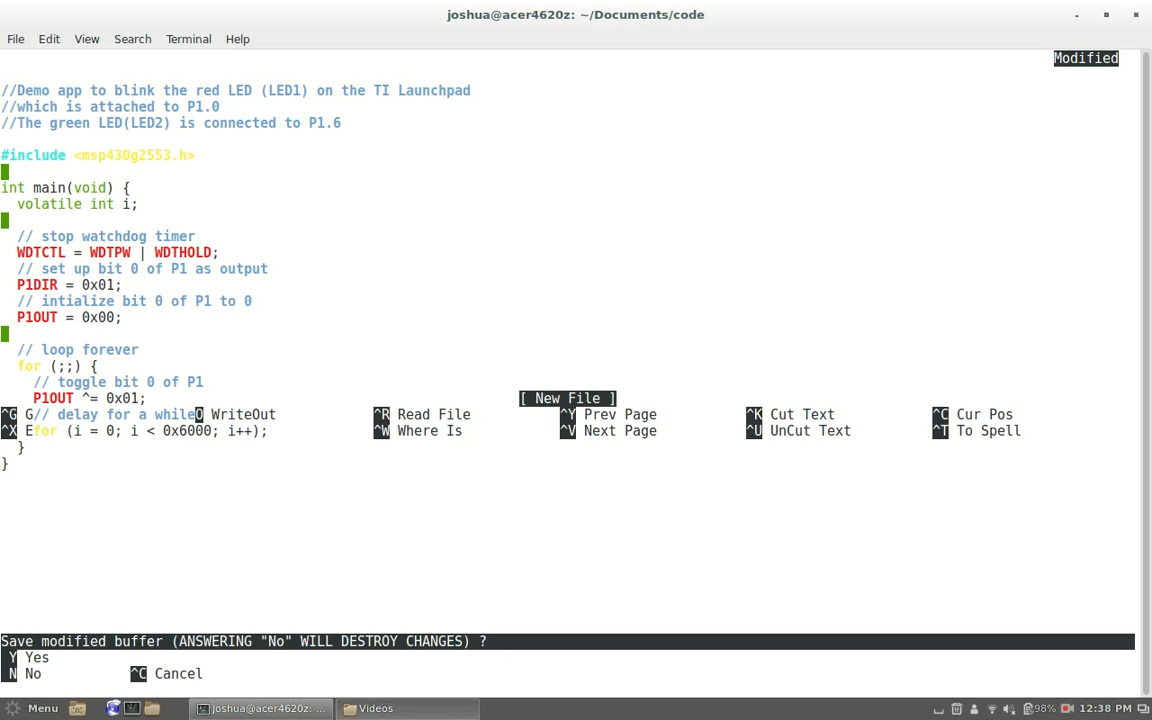 joshua@acer4620z: ~/Documents/code
File Edit View Search Terminal Help
Modified
//Demo app to blink the red LED (LED1) on the TI Launchpad
//which is attached to P1.0
//The green LED(LED2) is connected to P1.6
#include <msp430g2553.h>
int main(void) {
volatile int i;
// stop watchdog timer
WDTCTL = WDTPW | WDTHOLD;
// set up bit 0 of P1 as output
P1DIR = 0x01;
// intialize bit 0 of P1 to 0
P1OUT = 0x00;
// loop forever
for (;;) {
// toggle bit 0 of P1
P1OUT ^= 0x01; [ New File ]
^G G// delay for a whileO WriteOut ^R Read File ^Y Prev Page ^K Cut Text ^C Cur Pos
^X Efor (i = 0; i < 0x6000; i++); ^W Where Is ^V Next Page ^U UnCut Text ^T To Spell
}
}
Save modified buffer (ANSWERING "No" WILL DESTROY CHANGES) ?
Y Yes
N No ^C Cancel
Menu joshua@acer4620z: ... Videos 98% 12:38 PM